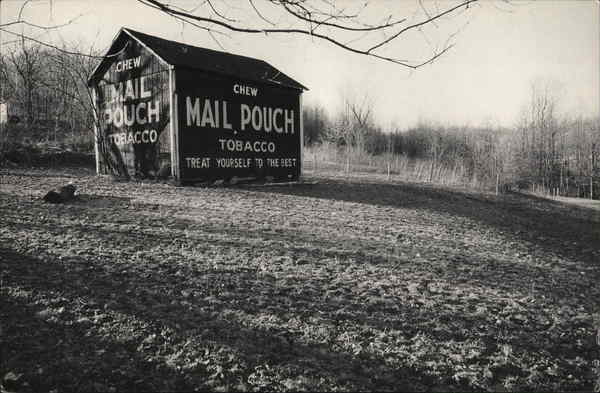 CHEW
MAIL
POUCH
TOBACCO
CHEW
MAIL POUCH
TOBACCO
TREAT YOURSELF TO THE BEST